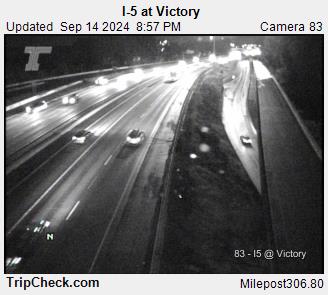 I-5 at Victory
Updated Sep 14 2024 8:57 PM Camera 83
T
N
83 - I5 @ Victory
TripCheck.com Milepost306.80